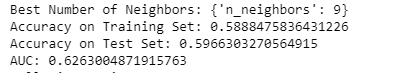 Best Number of Neighbors: {'n_neighbors': 9}
Accuracy on Training Set: 0.5888475836431226
Accuracy on Test Set: 0.5966303270564915
AUC: 0.6263004871915763